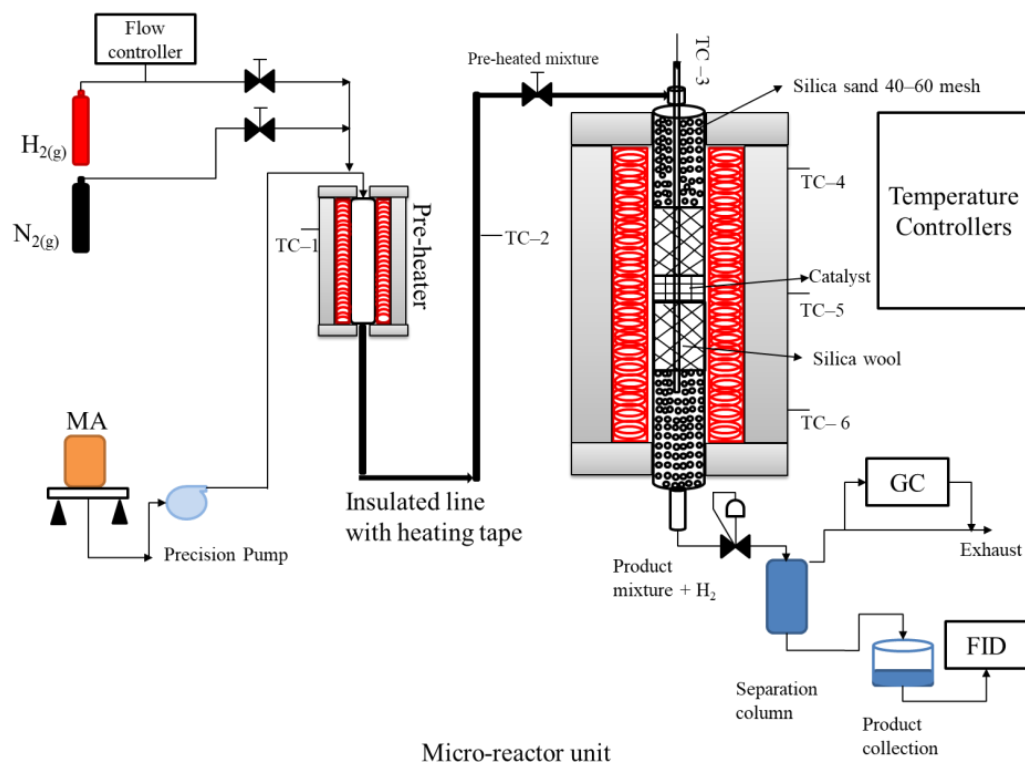 Flow
controller
H2(g)
N2(g)
TC–1
Pre-heater
TC–2
Pre-heated mixture
TC–3
Silica sand 40–60 mesh
TC–4
Temperature
Controllers
Catalyst
TC–5
Silica wool
TC– 6
MA
Precision Pump
Insulated line
with heating tape
Product
mixture + H2
GC
Exhaust
FID
Separation
column
Product
collection
Micro-reactor unit